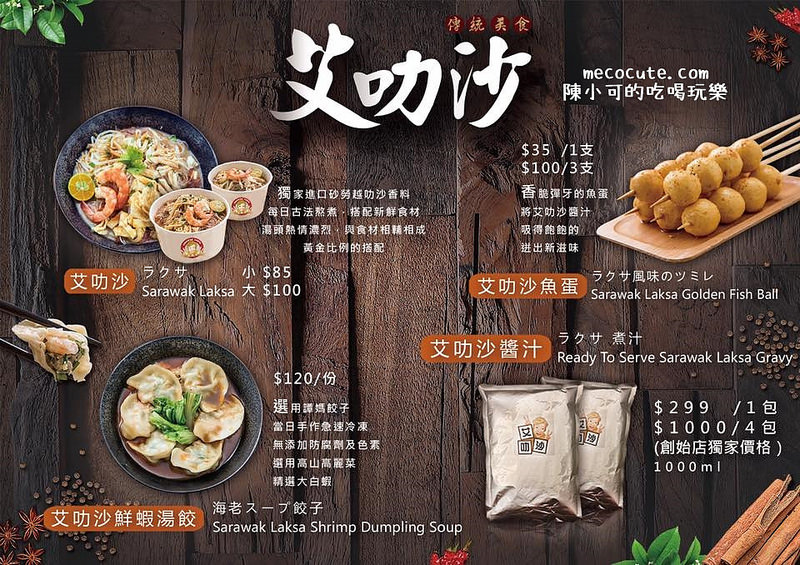 傳統美食
艾叻沙
mecocute.com
陳小可的吃喝玩樂
獨家進口砂勞越叻沙香料
每日古法熬煮，搭配新鮮食材
湯頭熱情濃烈，與食材相輔相成
黃金比例的搭配
艾叻沙
ラクサ
Sarawak Laksa
小 $85
大 $100
$35 /1支
$100/3支
香脆彈牙的魚蛋
將艾叻沙醬汁
吸得飽飽的
迸出新滋味
艾叻沙魚蛋
ラクサ風味のツミレ
Sarawak Laksa Golden Fish Ball
$120/份
選用譚媽餃子
當日手作急速冷凍
無添加防腐劑及色素
選用高山高麗菜
精選大白蝦
艾叻沙鮮蝦湯餃
海老スープ餃子
Sarawak Laksa Shrimp Dumpling Soup
艾叻沙醬汁
ラクサ 煮汁
Ready To Serve Sarawak Laksa Gravy
艾叻沙
$299 /1包
$1000/4包
(創始店獨家價格)
1000ml